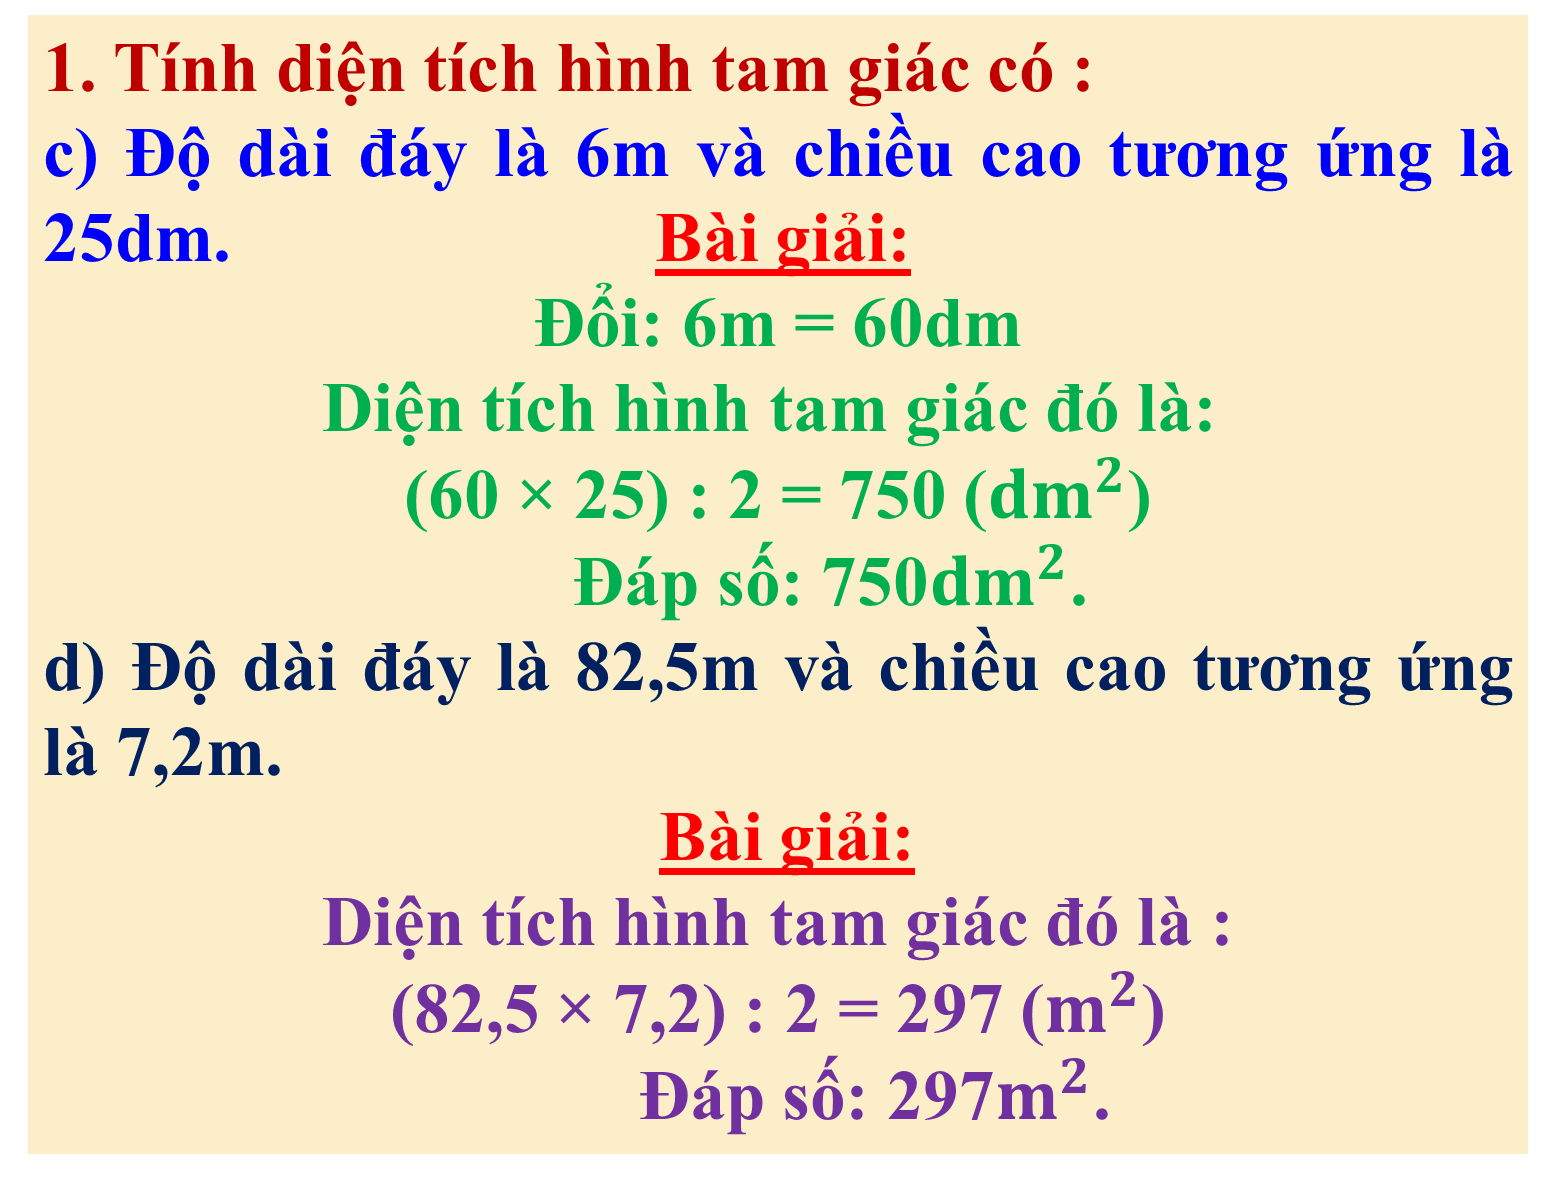 1. Tính diện tích hình tam giác có :
c) Độ dài đáy là 6m và chiều cao tương ứng là
25dm. Bài giải:
Đổi: 6m = 60dm
Diện tích hình tam giác đó là:
(60 × 25) : 2 = 750 (dm²)
Đáp số: 750dm².
d) Độ dài đáy là 82,5m và chiều cao tương ứng
là 7,2m.
Bài giải:
Diện tích hình tam giác đó là :
(82,5 × 7,2) : 2 = 297 (m²)
Đáp số: 297m².